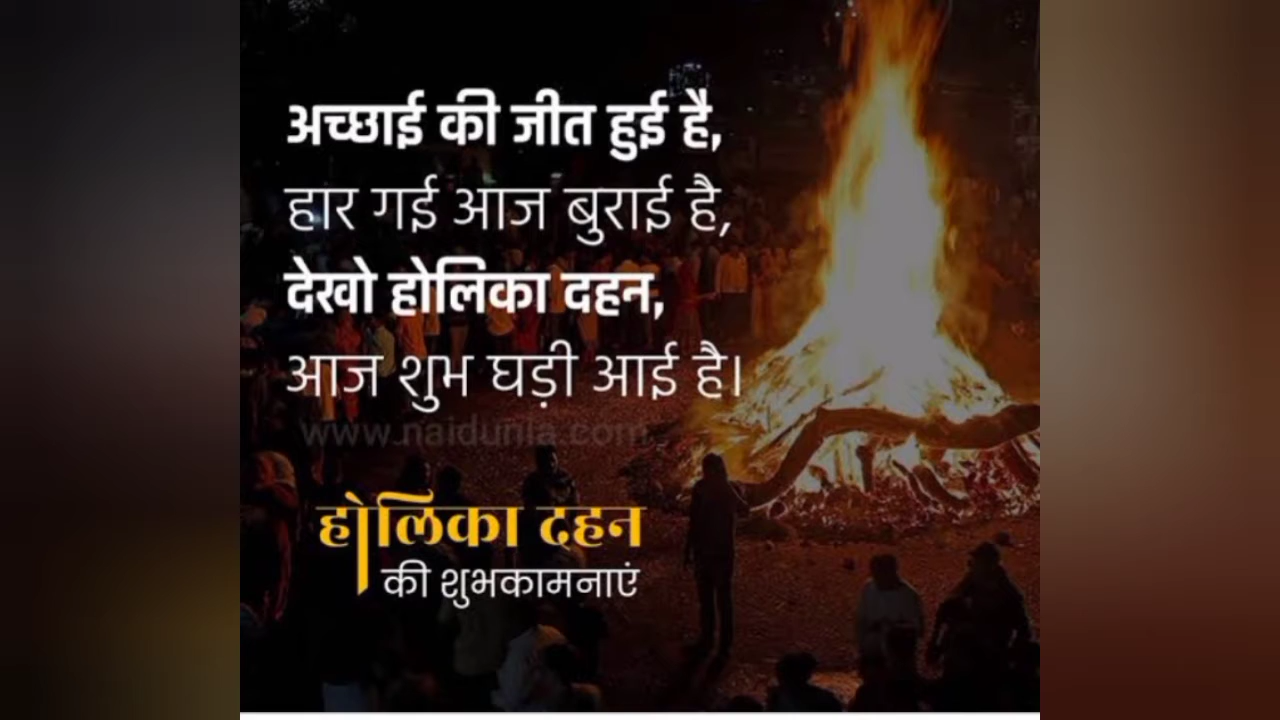 अच्छाई की जीत हुई है,
हार गई आज बुराई है,
देखो होलिका दहन,
आज शुभ घड़ी आई है।
www.naidunia.com
होलिका दहन
की शुभकामनाएं